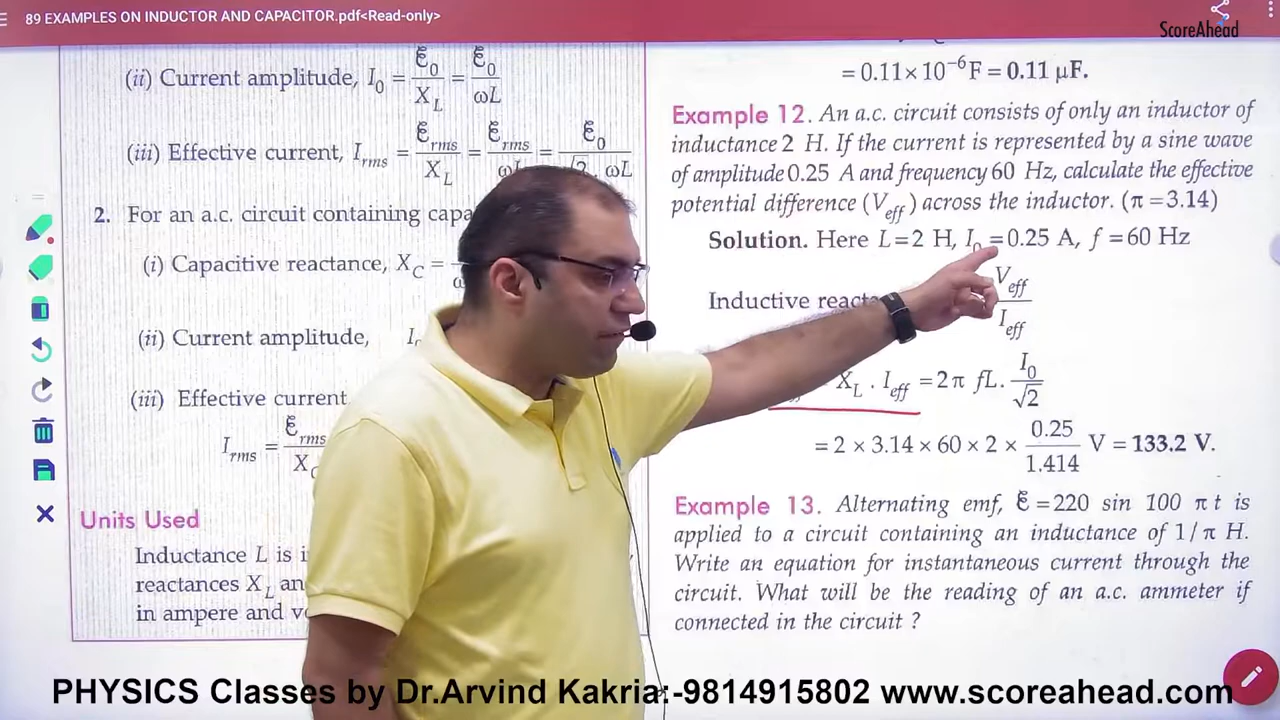 89 EXAMPLES ON INDUCTOR AND CAPACITOR.pdf<Read-only>
ScoreAhead
(ii) Current amplitude, I₀ = ℰ₀/X_L = ℰ₀/ωL
(iii) Effective current, I_rms = ℰ_rms/X_L = ℰ_rms/ωL = ℰ₀/√2 . ωL
2. For an a.c. circuit containing
(i) Capacitive reactance, X_C =
(ii) Current amplitude,
(iii) Effective current
I_rms = ℰ_rms/X_C
Units Used
Inductance L is
reactances X_L
in ampere and
= 0.11×10⁻⁶F = 0.11 µF.
Example 12. An a.c. circuit consists of only an inductor of
inductance 2 H. If the current is represented by a sine wave
of amplitude 0.25 A and frequency 60 Hz, calculate the effective
potential difference (V_eff) across the inductor. (π =3.14)
Solution. Here L=2 H, I₀ =0.25 A, f =60 Hz
Inductive V_eff/I_eff
X_L . I_eff =2π fL. I₀/√2
= 2 × 3.14 × 60 × 2 × 0.25/1.414 V = 133.2 V.
Example 13. Alternating emf, ℰ =220 sin 100 π t is
applied to a circuit containing an inductance of 1/π H.
Write an equation for instantaneous current through the
circuit. What will be the reading of an a.c. ammeter if
connected in the circuit ?
PHYSICS Classes by Dr.Arvind Kakria:-9814915802 www.scoreahead.com